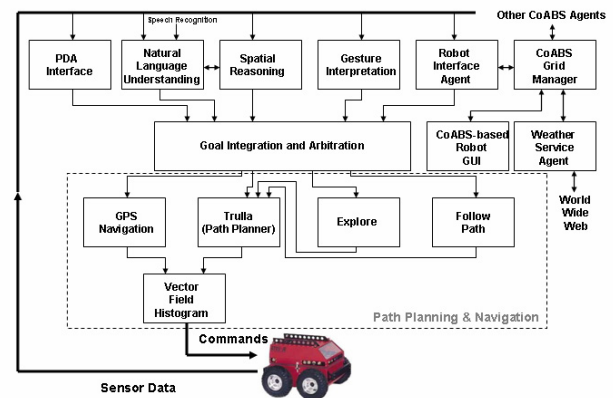 Speech Recognition
Other CoABS Agents
PDA
Interface
Natural
Language
Understanding
Spatial
Reasoning
Gesture
Interpretation
Robot
Interface
Agent
CoABS
Grid
Manager
Goal Integration and Arbitration
CoABS-based
Robot
GUI
Weather
Service
Agent
World
Wide
Web
GPS
Navigation
Trulla
(Path Planner)
Explore
Follow
Path
Vector
Field
Histogram
Path Planning & Navigation
Commands
Sensor Data